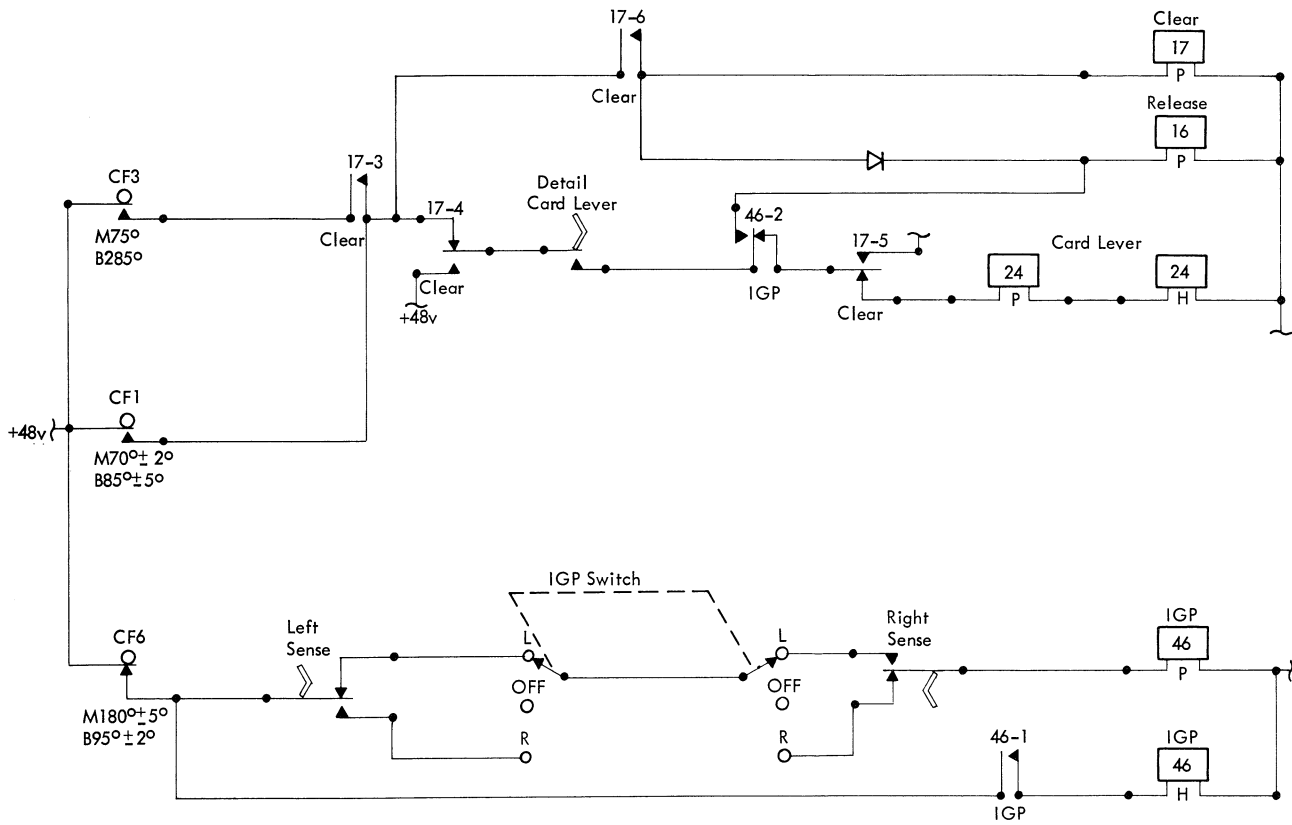 17-6
Clear
Clear
17
P
Release
16
P
CF3
M75°
B285°
17-3
Clear
17-4
Clear
+48v
Detail
Card Lever
46-2
IGP
17-5
Clear
Card Lever
24
P
24
H
+48v
CF1
M70°± 2°
B85°±5°
IGP Switch
CF6
M180°±5°
B95°±2°
Left
Sense
L
OFF
R
L
OFF
R
Right
Sense
IGP
46
P
46-1
IGP
IGP
46
H